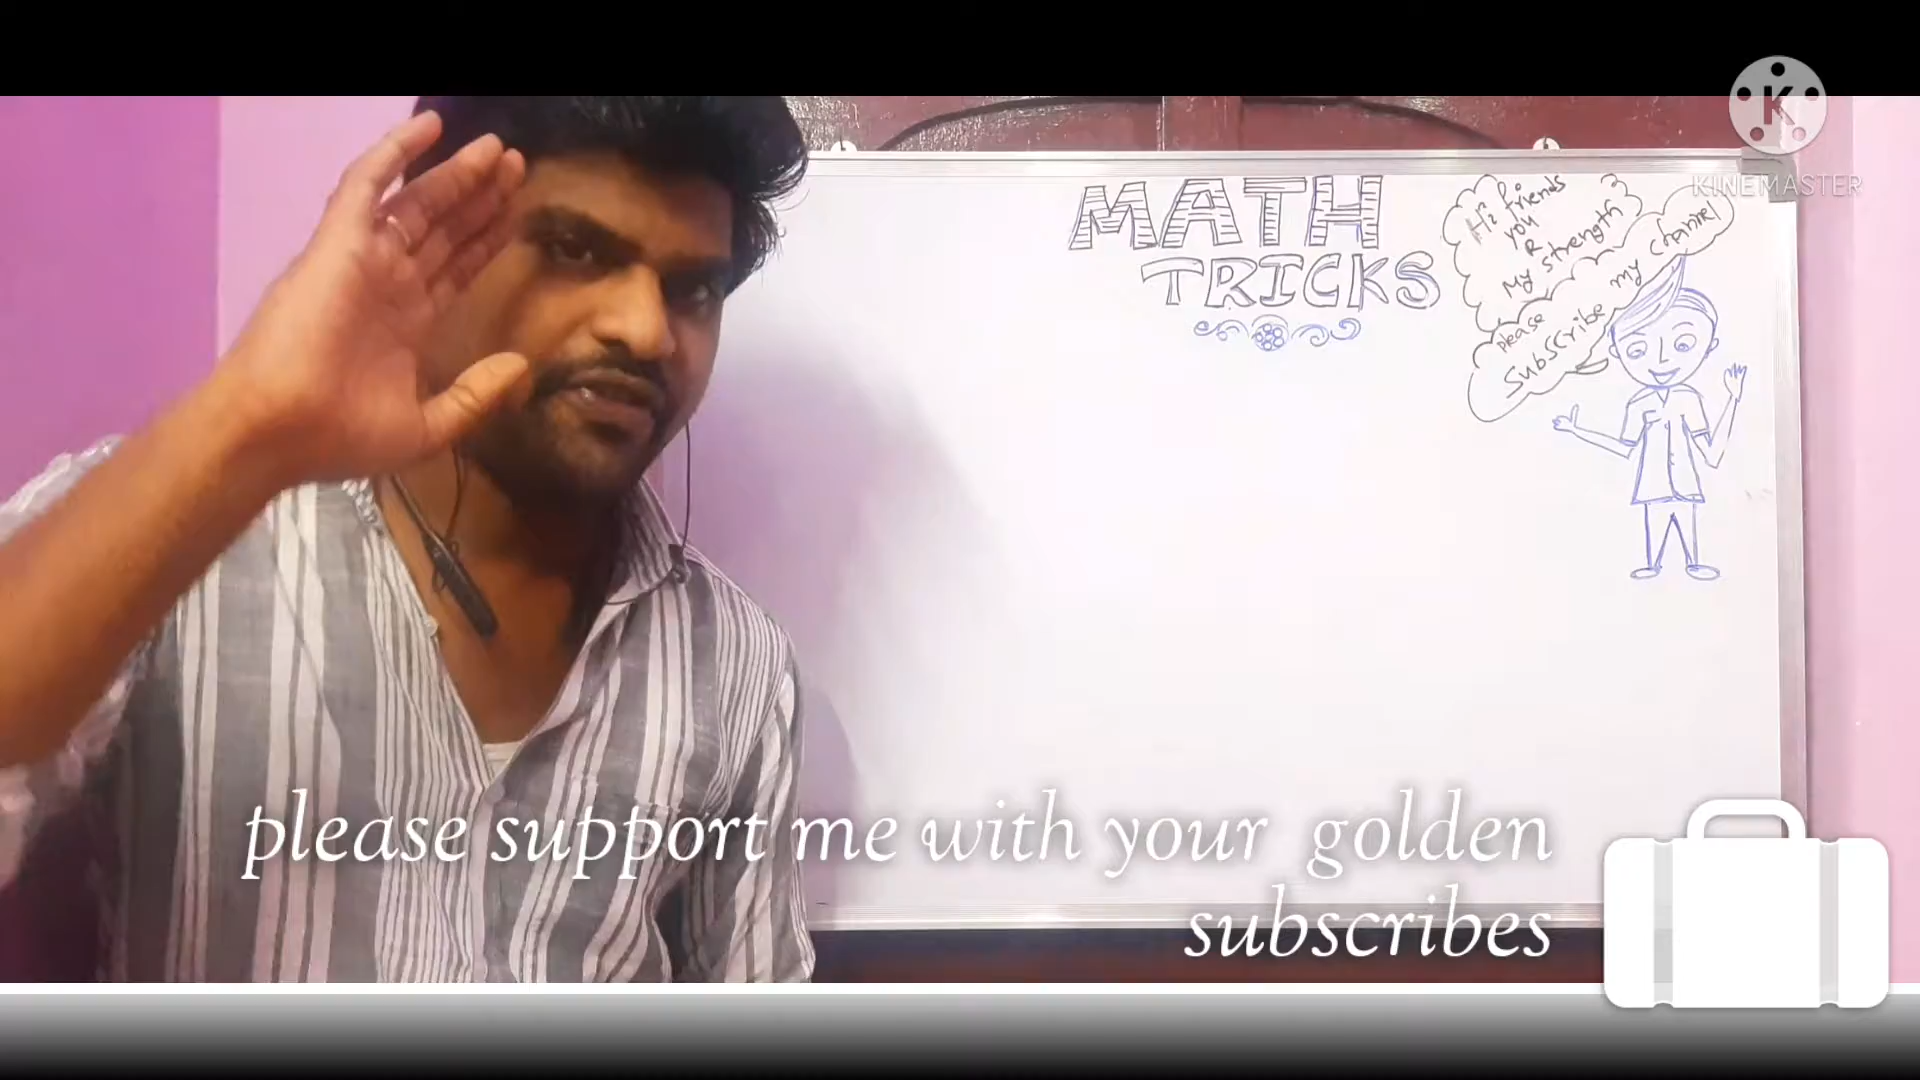 K
KINEMASTER
MATH
TRICKS
Hi friends
you
R
My strength
please
subscribe my channel
please support me with your golden
subscribes